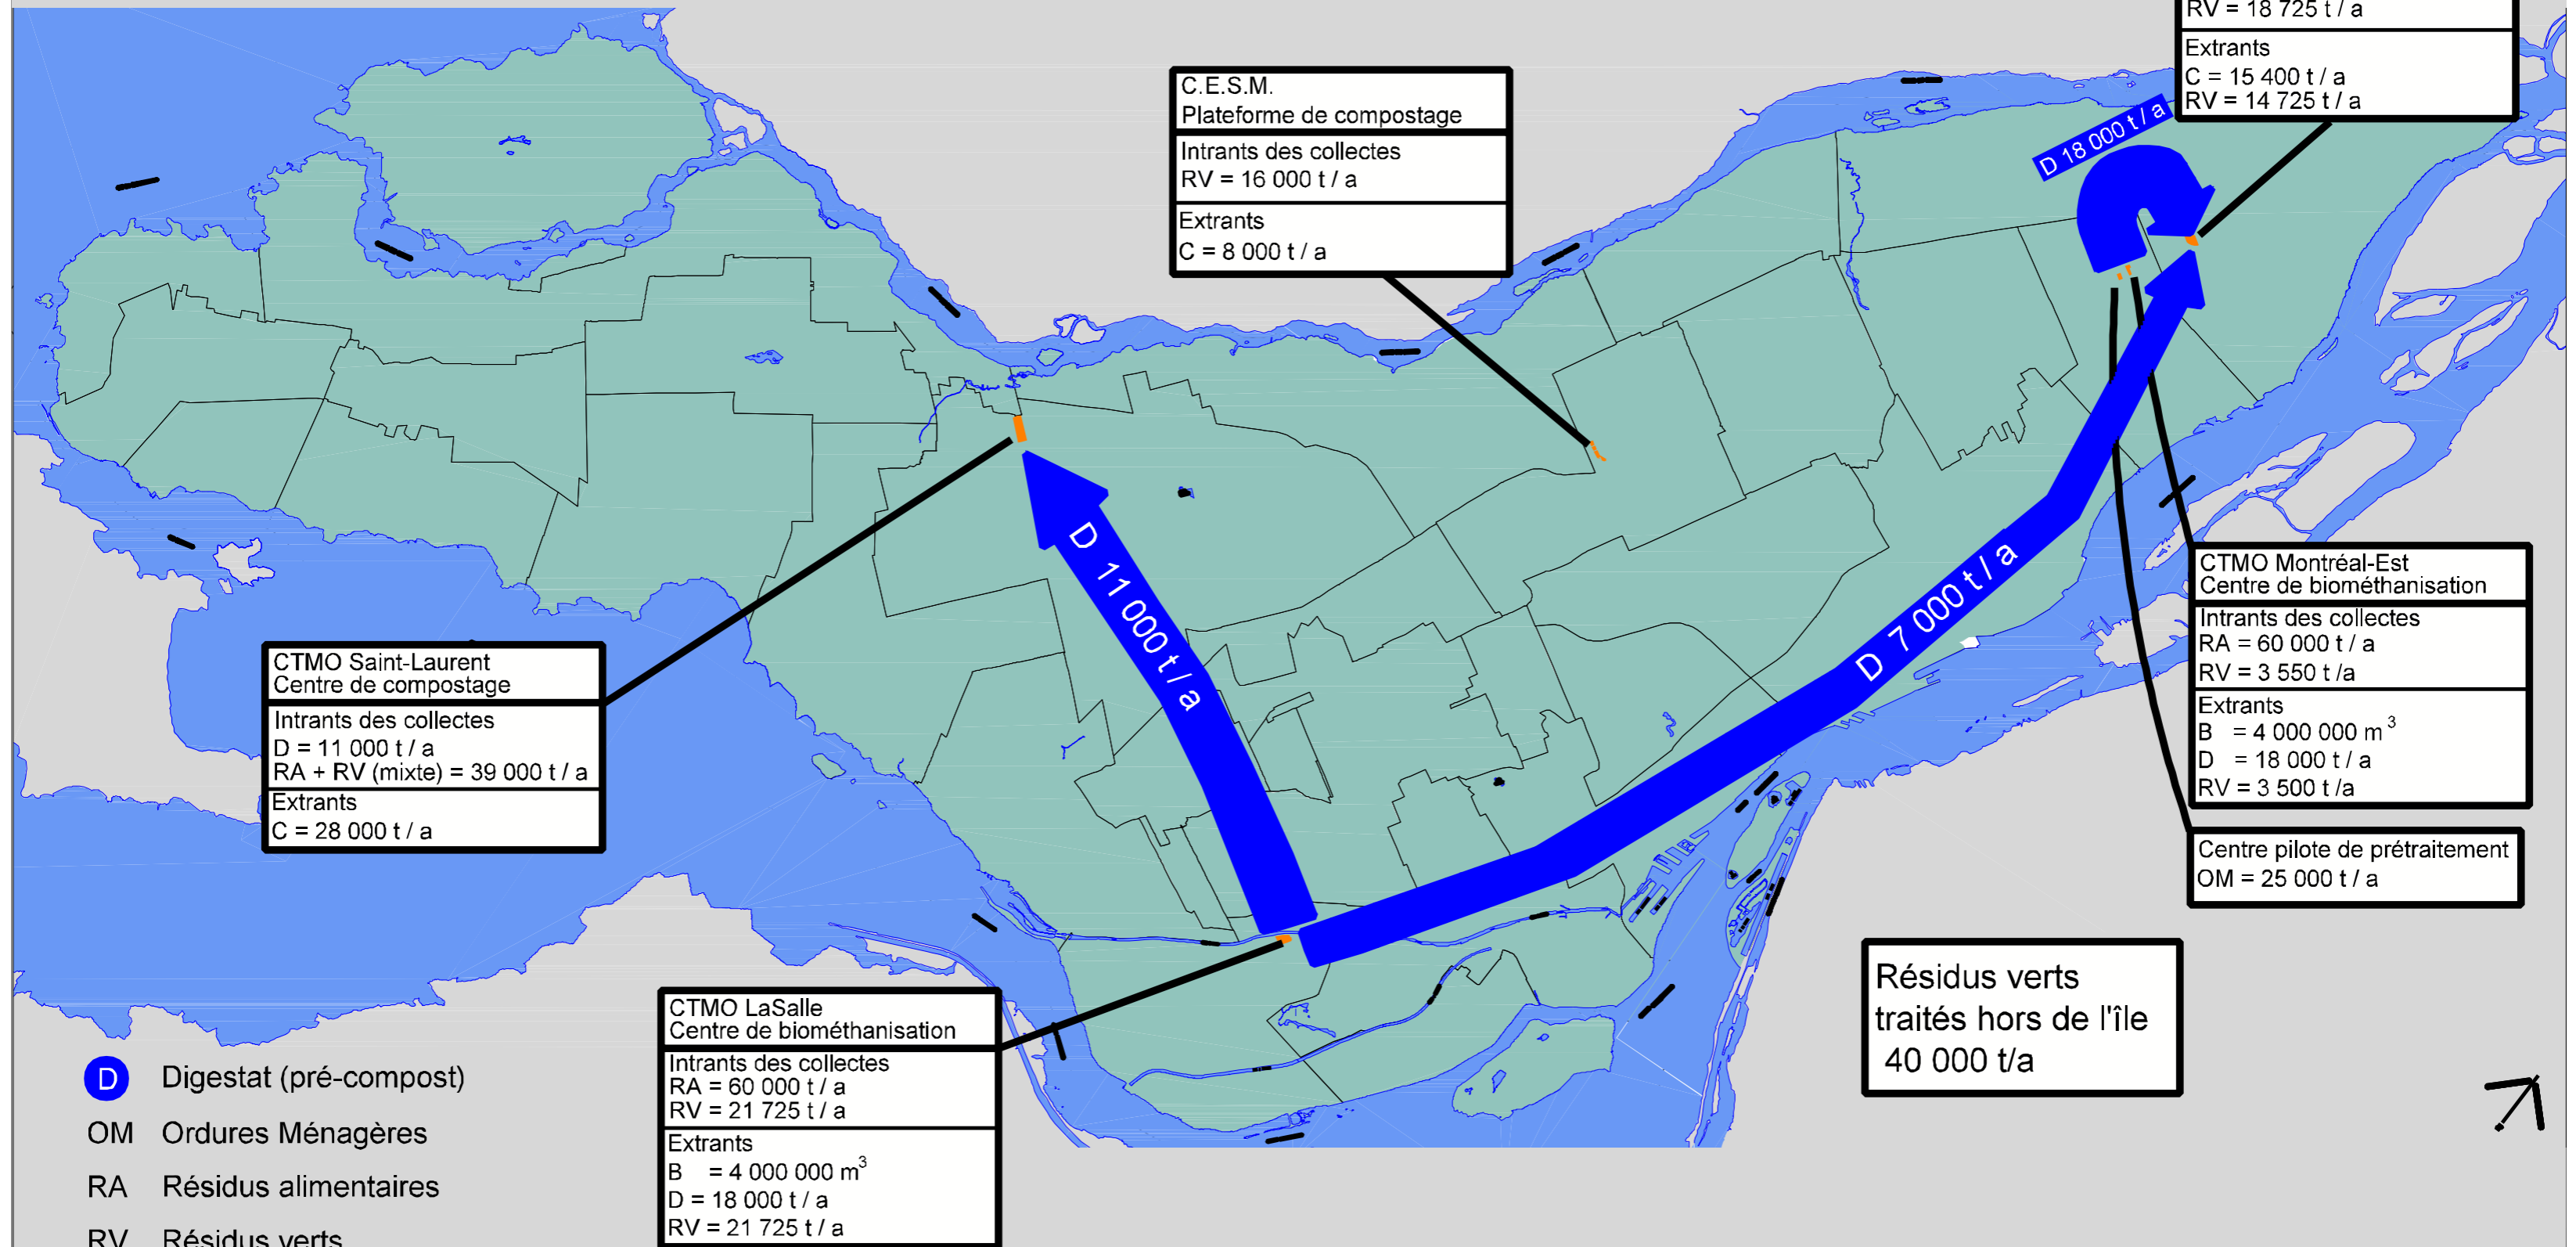 RV = 18 725 t / a
Extrants
C = 15 400 t / a
RV = 14 725 t / a
C.E.S.M.
Plateforme de compostage
Intrants des collectes
RV = 16 000 t / a
Extrants
C = 8 000 t / a
D 18 000 t / a
D 11 000 t / a
D 7 000 t / a
CTMO Montréal-Est
Centre de biométhanisation
Intrants des collectes
RA = 60 000 t / a
RV = 3 550 t /a
Extrants
B = 4 000 000 m³
D = 18 000 t / a
RV = 3 500 t /a
Centre pilote de prétraitement
OM = 25 000 t / a
CTMO Saint-Laurent
Centre de compostage
Intrants des collectes
D = 11 000 t / a
RA + RV (mixte) = 39 000 t / a
Extrants
C = 28 000 t / a
CTMO LaSalle
Centre de biométhanisation
Intrants des collectes
RA = 60 000 t / a
RV = 21 725 t / a
Extrants
B = 4 000 000 m³
D = 18 000 t / a
RV = 21 725 t / a
Résidus verts
traités hors de l'île
40 000 t/a
D Digestat (pré-compost)
OM Ordures Ménagères
RA Résidus alimentaires
RV Résidus verts